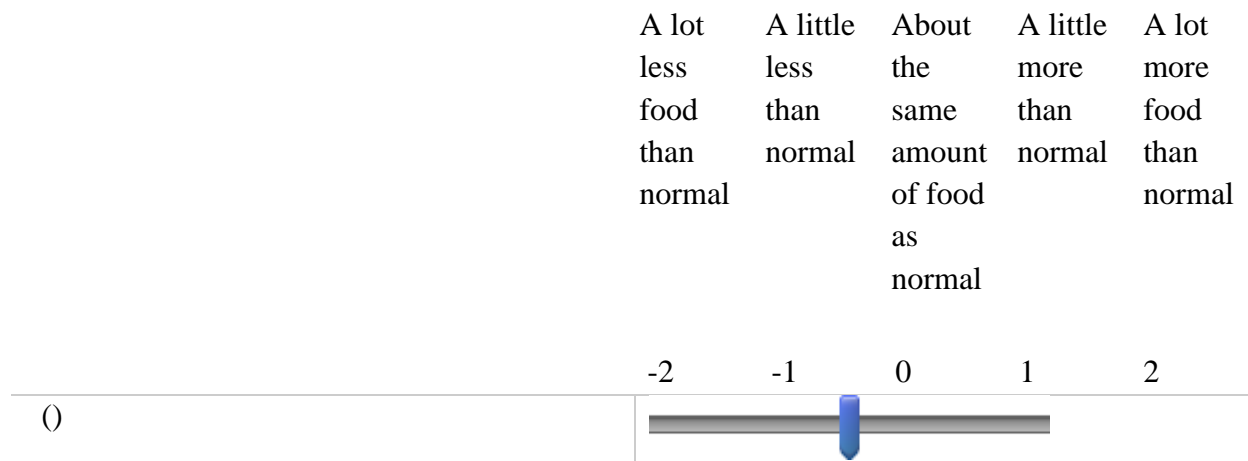 A lot less food than normal
A little less than normal
About the same amount of food as normal
A little more than normal
A lot more food than normal
-2 -1 0 1 2
()